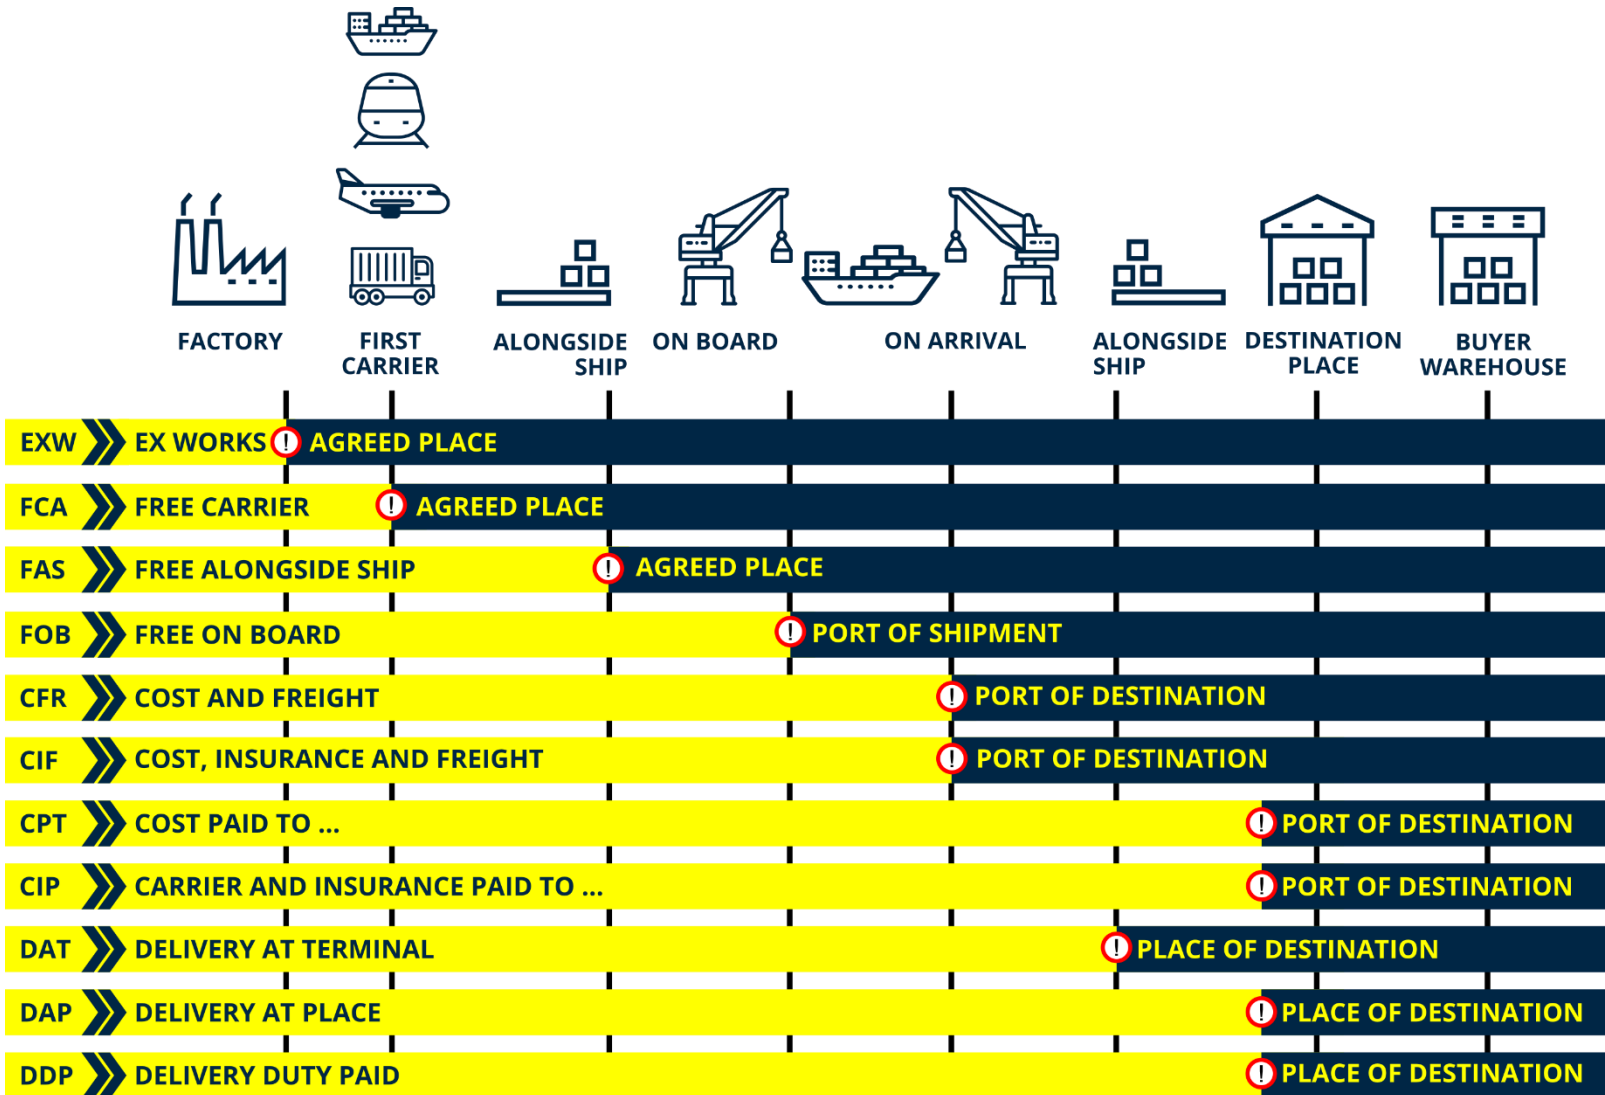 FACTORY
FIRST
CARRIER
ALONGSIDE
SHIP
ON BOARD
ON ARRIVAL
ALONGSIDE
SHIP
DESTINATION
PLACE
BUYER
WAREHOUSE
EXW EX WORKS ! AGREED PLACE
FCA FREE CARRIER ! AGREED PLACE
FAS FREE ALONGSIDE SHIP ! AGREED PLACE
FOB FREE ON BOARD ! PORT OF SHIPMENT
CFR COST AND FREIGHT ! PORT OF DESTINATION
CIF COST, INSURANCE AND FREIGHT ! PORT OF DESTINATION
CPT COST PAID TO ... ! PORT OF DESTINATION
CIP CARRIER AND INSURANCE PAID TO ... ! PORT OF DESTINATION
DAT DELIVERY AT TERMINAL ! PLACE OF DESTINATION
DAP DELIVERY AT PLACE ! PLACE OF DESTINATION
DDP DELIVERY DUTY PAID ! PLACE OF DESTINATION